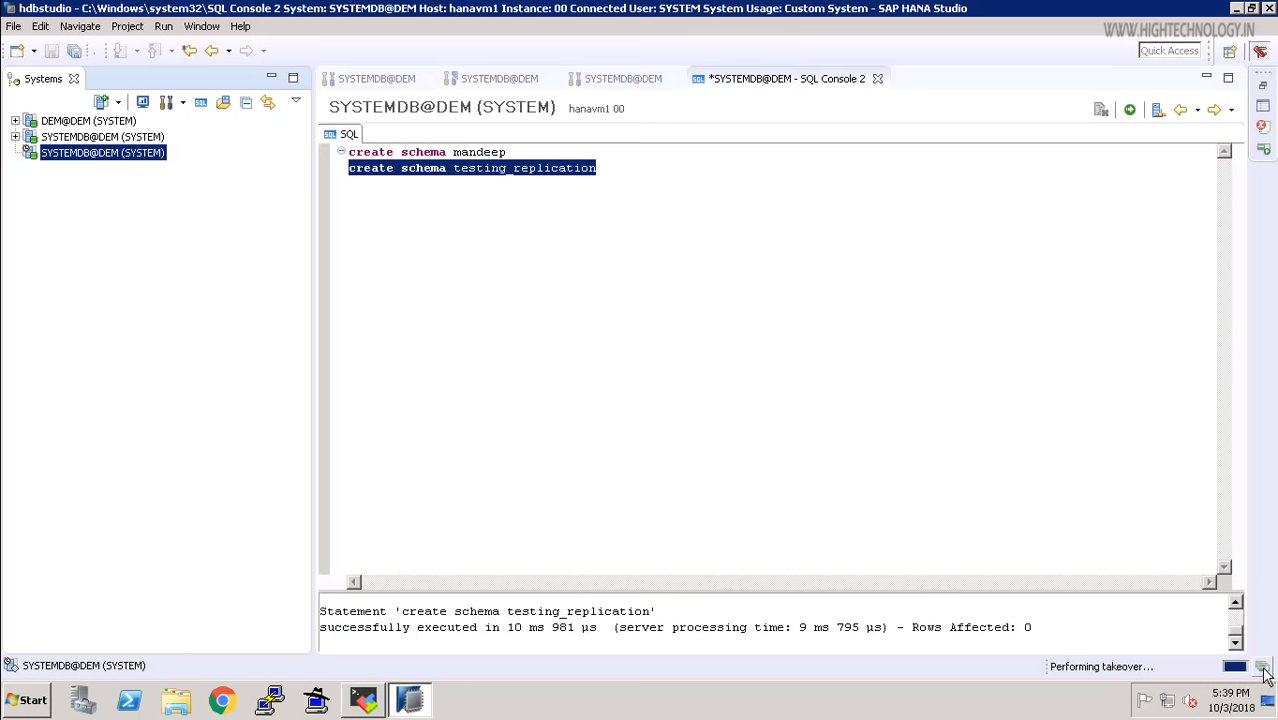 hdbstudio - C:\Windows\system32\SQL Console 2 System: SYSTEMDB@DEM Host: hanavm1 Instance: 00 Connected User: SYSTEM System Usage: Custom System - SAP HANA Studio
WWW.HIGHTECHNOLOGY.IN
File Edit Navigate Project Run Window Help
Quick Access
Systems
SYSTEMDB@DEM SYSTEMDB@DEM SYSTEMDB@DEM *SYSTEMDB@DEM - SQL Console 2
SYSTEMDB@DEM (SYSTEM) hanavm1 00
DEM@DEM (SYSTEM)
SYSTEMDB@DEM (SYSTEM)
SYSTEMDB@DEM (SYSTEM)
SQL
create schema mandeep
create schema testing_replication
Statement 'create schema testing_replication'
successfully executed in 10 ms 981 µs (server processing time: 9 ms 795 µs) - Rows Affected: 0
SYSTEMDB@DEM (SYSTEM) Performing takeover...
Start
5:39 PM
10/3/2018